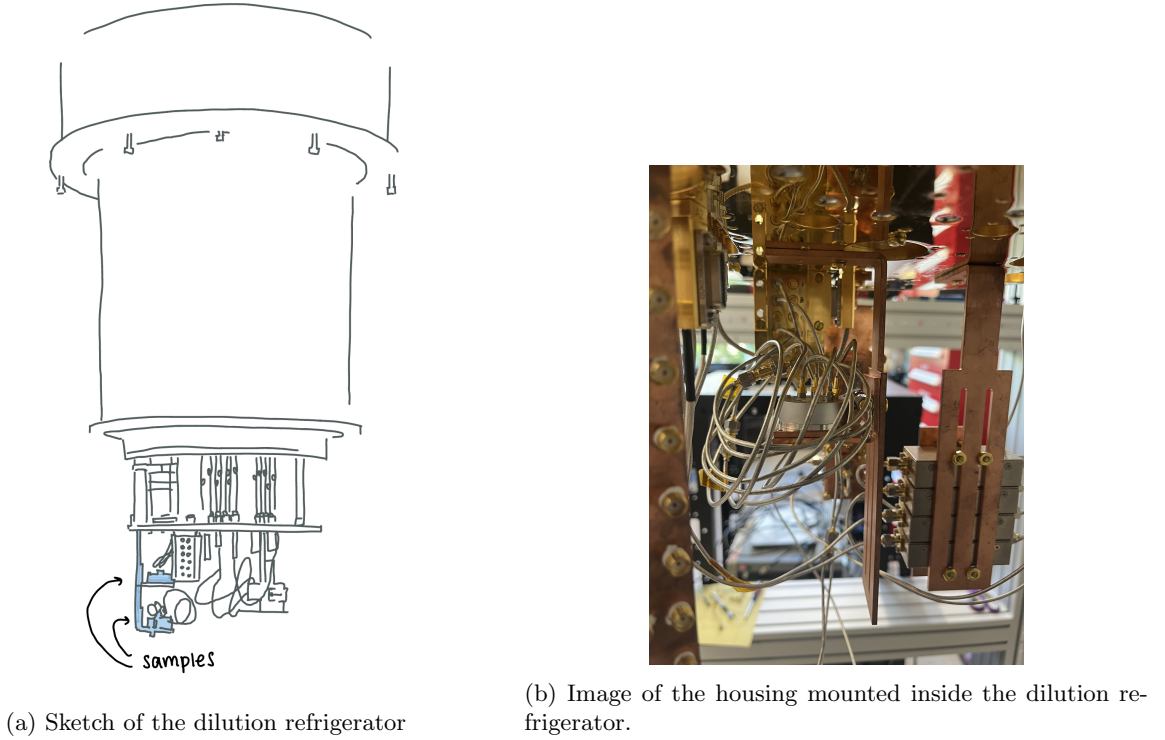 samples
(a) Sketch of the dilution refrigerator
(b) Image of the housing mounted inside the dilution re-
frigerator.